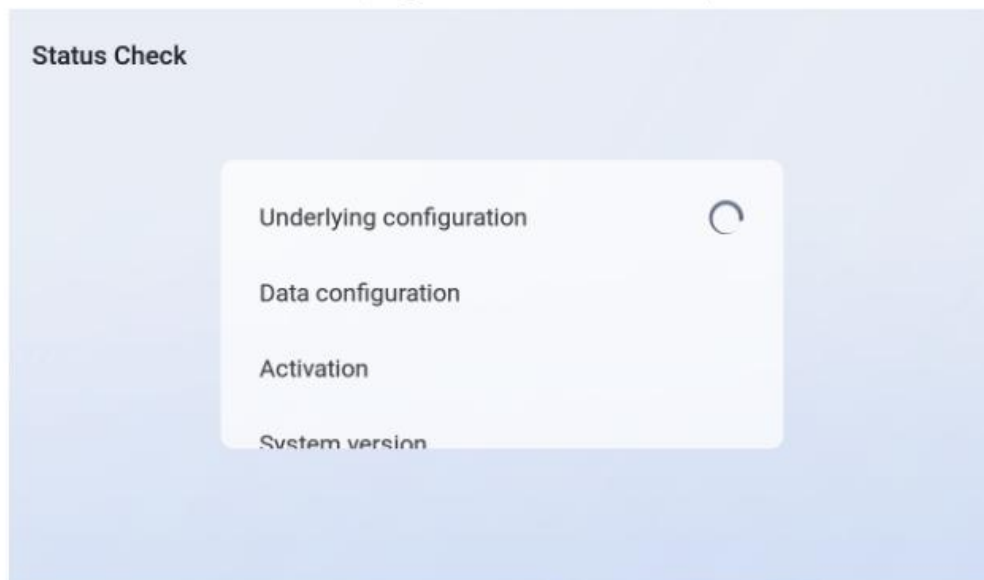 Status Check
Underlying configuration
Data configuration
Activation
System version